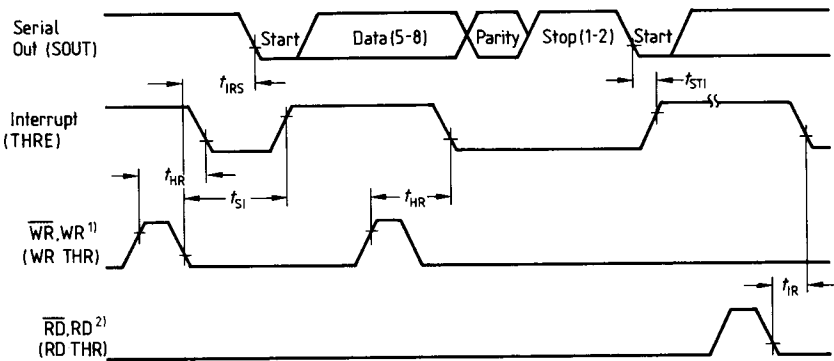 Serial
Out (SOUT)
Start
Data (5-8)
Parity
Stop (1-2)
Start
tIRS
tSTI
Interrupt
(THRE)
tHR
tSI
tHR
WR, WR 1)
(WR THR)
tIR
RD, RD 2)
(RD THR)